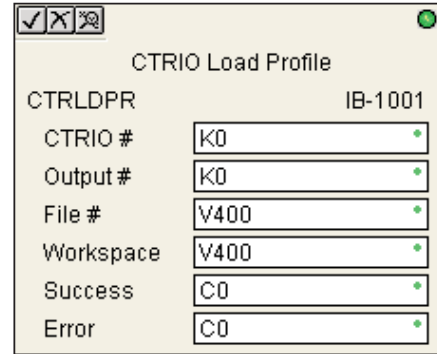 CTRIO Load Profile
CTRLDPR IB-1001
CTRIO # K0
Output # K0
File # V400
Workspace V400
Success C0
Error C0